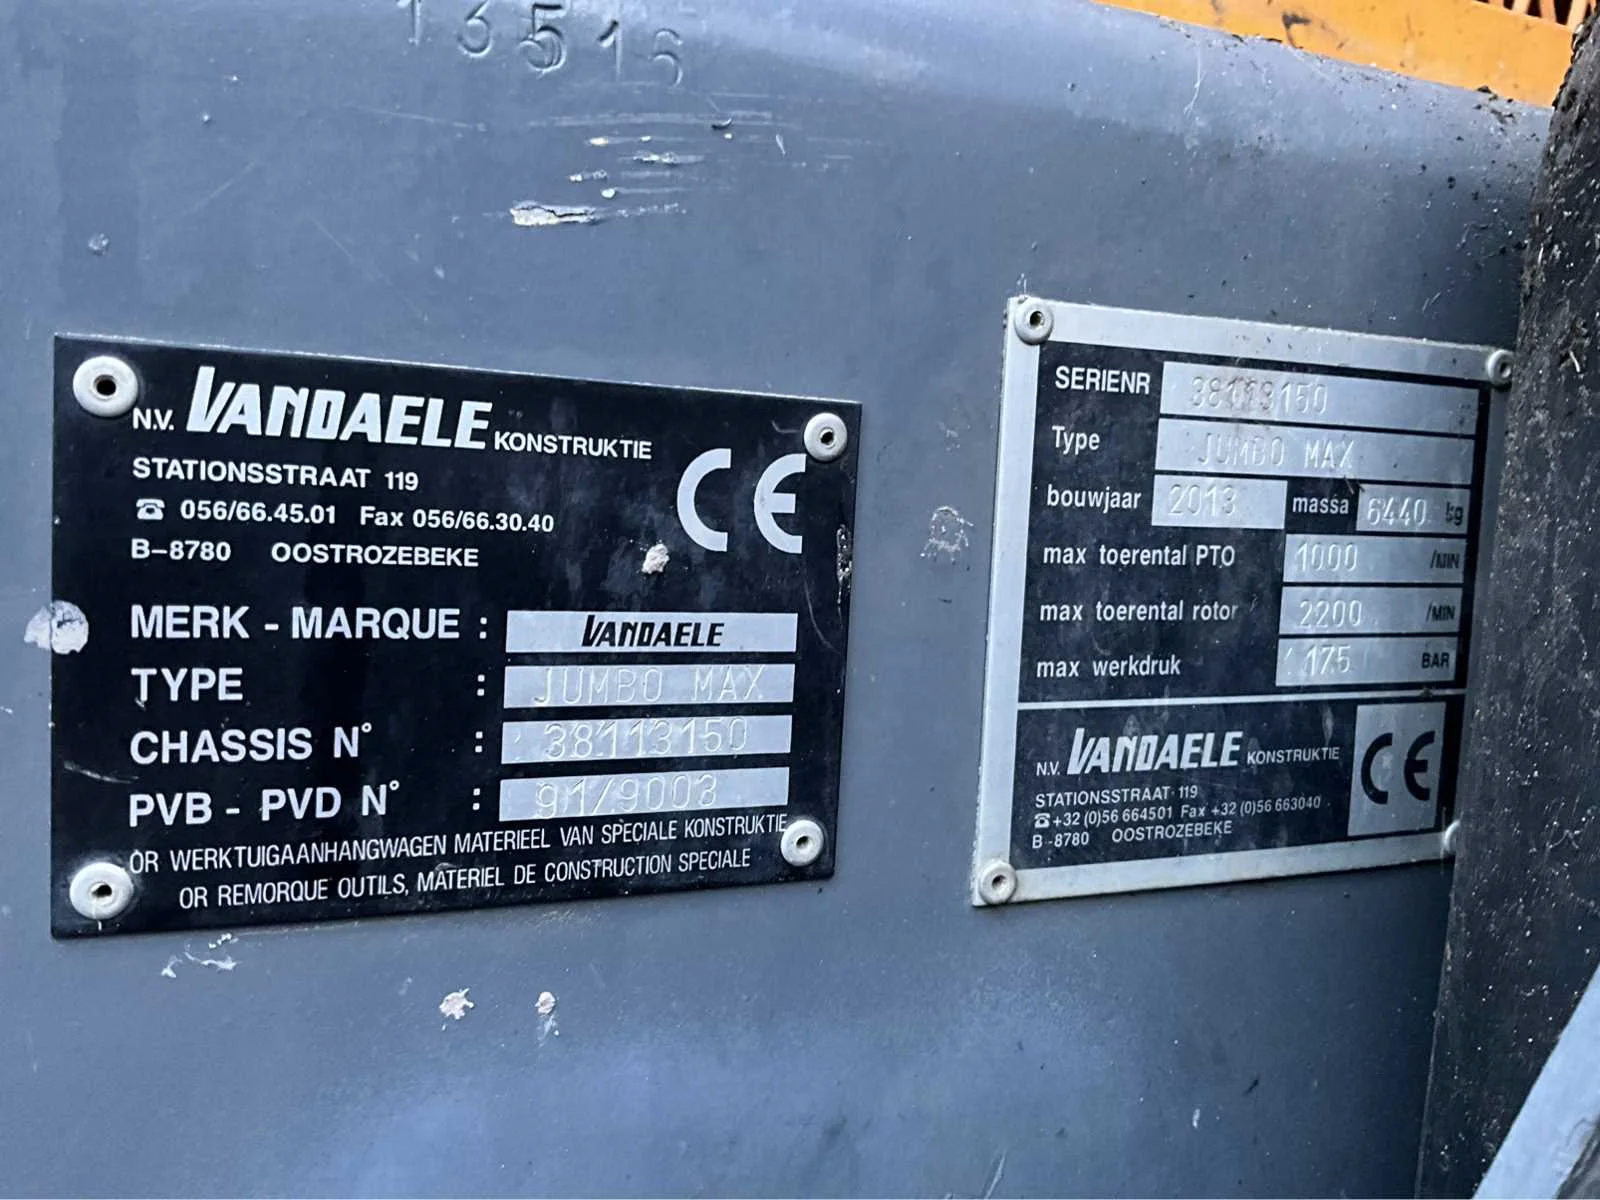 13515
N.V. VANDAELE KONSTRUKTIE
STATIONSSTRAAT 119
☎ 056/66.45.01 Fax 056/66.30.40
B-8780 OOSTROZEBEKE
CE
MERK - MARQUE : VANDAELE
TYPE : JUMBO MAX
CHASSIS N° : 38113150
PVB - PVD N° : 91/9003
OR WERKTUIGAANHANGWAGEN MATERIEEL VAN SPECIALE KONSTRUKTIE
OR REMORQUE OUTILS, MATÉRIEL DE CONSTRUCTION SPECIALE
SERIENR 38113150
Type JUMBO MAX
bouwjaar 2013 massa 6440 kg
max toerental PTO 1000 /MIN
max toerental rotor 2200 /MIN
max werkdruk 175 BAR
N.V. VANDAELE KONSTRUKTIE
STATIONSSTRAAT 119
☎ +32 (0)56 664501 Fax +32 (0)56 663040
B-8780 OOSTROZEBEKE
CE